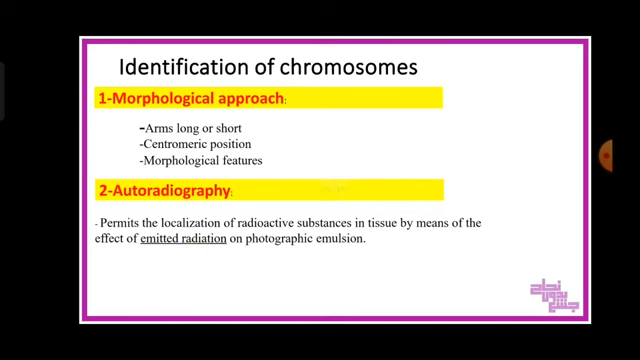 Identification of chromosomes
1-Morphological approach:
-Arms long or short
-Centromeric position
-Morphological features
2-Autoradiography:
- Permits the localization of radioactive substances in tissue by means of the
effect of emitted radiation on photographic emulsion.